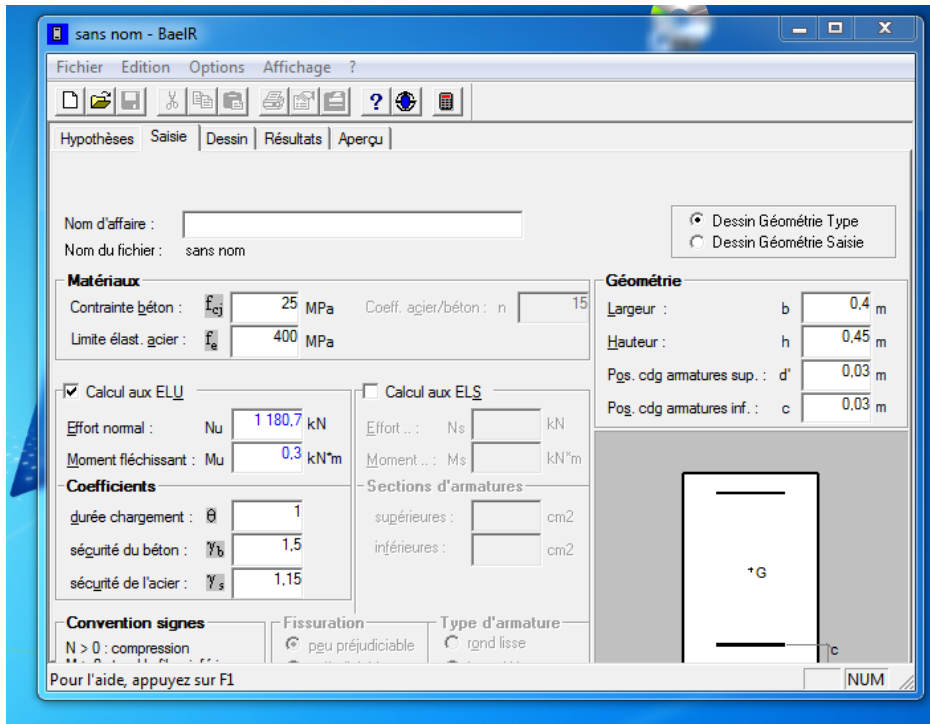 sans nom - BaelR
Fichier Edition Options Affichage ?
Hypothèses Saisie Dessin Résultats Aperçu
Nom d'affaire :
Nom du fichier : sans nom
Dessin Géométrie Type
Dessin Géométrie Saisie
Matériaux
Contrainte béton : fcj 25 MPa
Coeff. acier/béton : n 15
Limite élast. acier : fe 400 MPa
Géométrie
Largeur : b 0,4 m
Hauteur : h 0,45 m
Pos. cdg armatures sup. : d' 0,03 m
Pos. cdg armatures inf. : c 0,03 m
Calcul aux ELU
Effort normal : Nu 1 180,7 kN
Moment fléchissant : Mu 0,3 kN*m
Calcul aux ELS
Effort .. : Ns kN
Moment .. : Ms kN*m
Coefficients
durée chargement : θ 1
sécurité du béton : γb 1,5
sécurité de l'acier : γs 1,15
Sections d'armatures
supérieures : cm2
inférieures : cm2
+G
c
Convention signes
N > 0 : compression
Fissuration
peu préjudiciable
Type d'armature
rond lisse
Pour l'aide, appuyez sur F1
NUM